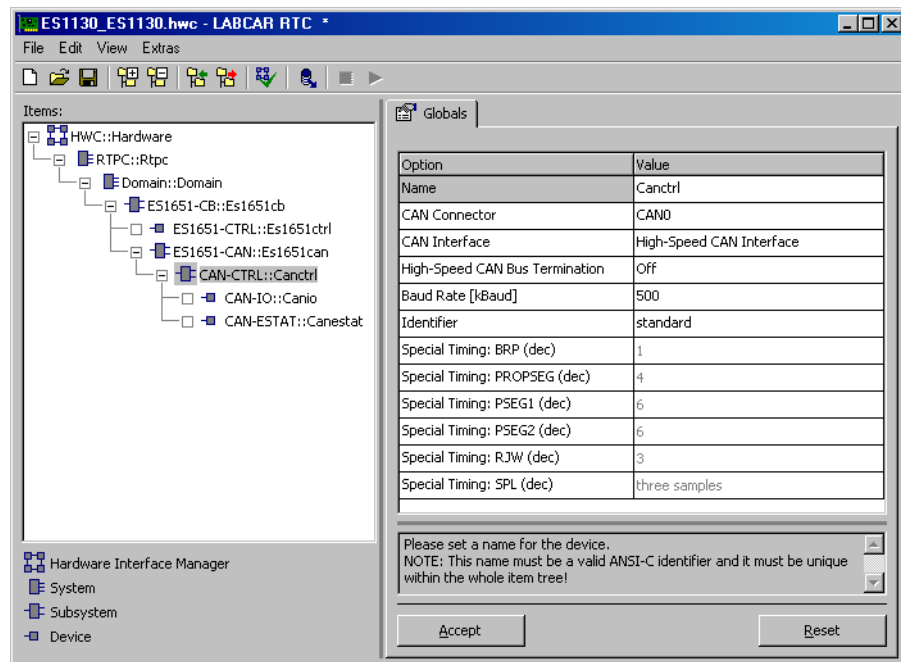 ES1130_ES1130.hwc - LABCAR RTC *
File Edit View Extras
Items:
HWC::Hardware
RTPC::Rtpc
Domain::Domain
ES1651-CB::Es1651cb
ES1651-CTRL::Es1651ctrl
ES1651-CAN::Es1651can
CAN-CTRL::Canctrl
CAN-IO::Canio
CAN-ESTAT::Canestat
Hardware Interface Manager
System
Subsystem
Device
Globals
Option Value
Name Canctrl
CAN Connector CAN0
CAN Interface High-Speed CAN Interface
High-Speed CAN Bus Termination Off
Baud Rate [kBaud] 500
Identifier standard
Special Timing: BRP (dec) 1
Special Timing: PROPSEG (dec) 4
Special Timing: PSEG1 (dec) 6
Special Timing: PSEG2 (dec) 6
Special Timing: RJW (dec) 3
Special Timing: SPL (dec) three samples
Please set a name for the device.
NOTE: This name must be a valid ANSI-C identifier and it must be unique
within the whole item tree!
Accept Reset